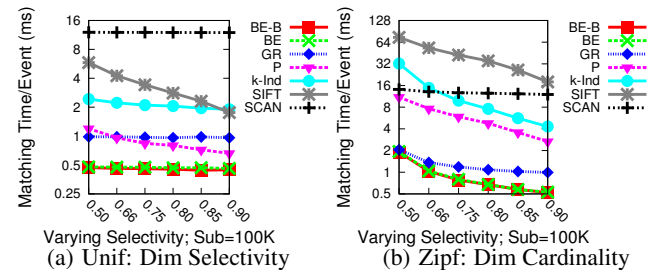 Matching Time/Event (ms)
16
8
4
2
1
0.5
0.25
0.50
0.66
0.75
0.80
0.85
0.90
Varying Selectivity; Sub=100K
BE-B
BE
GR
P
k-Ind
SIFT
SCAN
(a) Unif: Dim Selectivity
Matching Time/Event (ms)
128
64
32
16
8
4
2
1
0.5
0.50
0.66
0.75
0.80
0.85
0.90
Varying Selectivity; Sub=100K
BE-B
BE
GR
P
k-Ind
SIFT
SCAN
(b) Zipf: Dim Cardinality